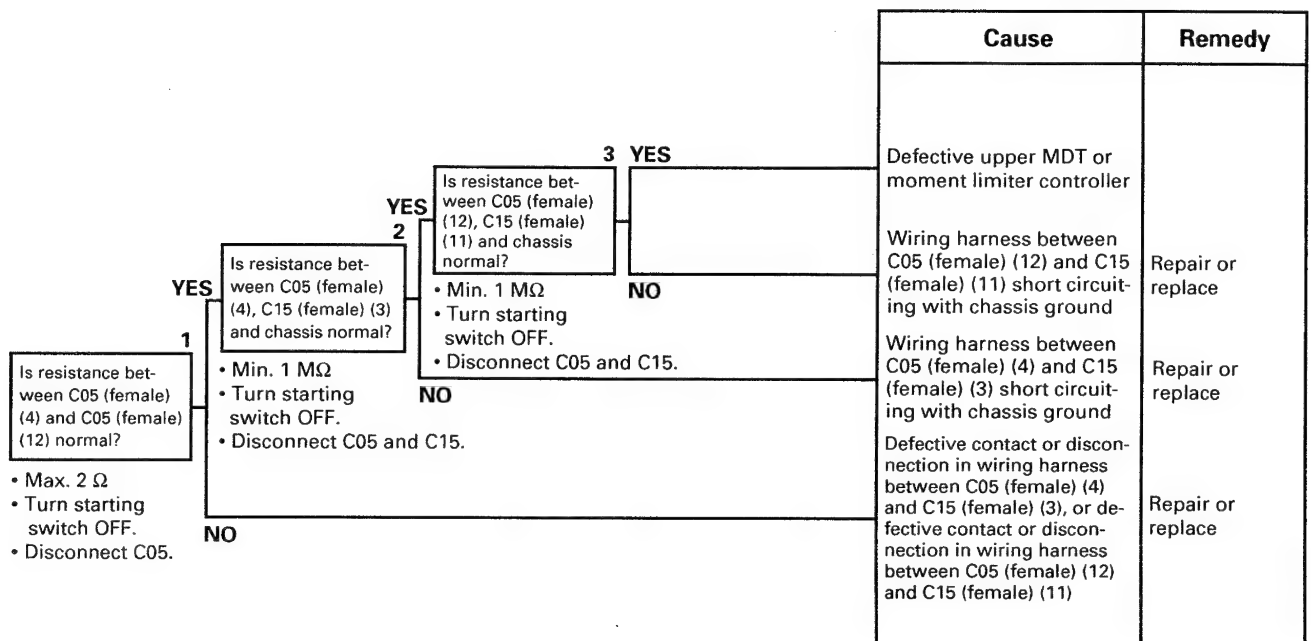 Cause
Remedy
3 YES
Is resistance bet-
ween C05 (female)
(12), C15 (female)
(11) and chassis
normal?
• Min. 1 MΩ
• Turn starting
switch OFF.
• Disconnect C05 and C15.
NO
Defective upper MDT or
moment limiter controller
Wiring harness between
C05 (female) (12) and C15
(female) (11) short circuit-
ing with chassis ground
Repair or
replace
YES
2
Is resistance bet-
ween C05 (female)
(4), C15 (female) (3)
and chassis normal?
• Min. 1 MΩ
• Turn starting
switch OFF.
• Disconnect C05 and C15.
NO
Wiring harness between
C05 (female) (4) and C15
(female) (3) short circuit-
ing with chassis ground
Repair or
replace
YES
1
Is resistance bet-
ween C05 (female)
(4) and C05 (female)
(12) normal?
• Max. 2 Ω
• Turn starting
switch OFF.
• Disconnect C05.
NO
Defective contact or discon-
nection in wiring harness
between C05 (female) (4)
and C15 (female) (3), or de-
fective contact or discon-
nection in wiring harness
between C05 (female) (12)
and C15 (female) (11)
Repair or
replace